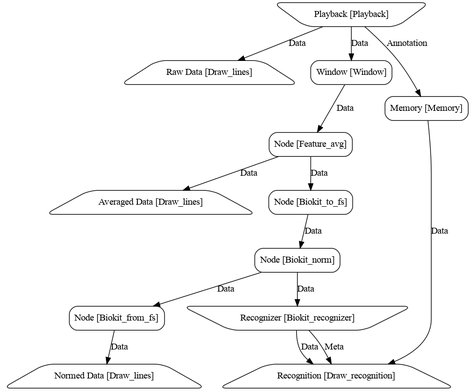 Playback [Playback]
Data
Data
Annotation
Raw Data [Draw_lines]
Window [Window]
Memory [Memory]
Data
Node [Feature_avg]
Data
Data
Averaged Data [Draw_lines]
Node [Biokit_to_fs]
Data
Data
Node [Biokit_norm]
Data
Data
Node [Biokit_from_fs]
Recognizer [Biokit_recognizer]
Data
Data
Meta
Normed Data [Draw_lines]
Recognition [Draw_recognition]